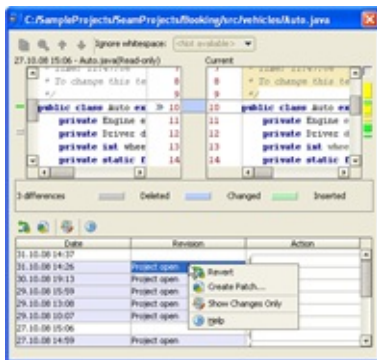 C:/SampleProjects/SeamProjects/Booking/src/vehicles/Auto.java
Ignore whitespace: <Not available>
27.10.08 15:06 - Auto.java(Read-only) Current
* To change this te 8 8 * To change this
*/ 9 9 */
public class Auto ex 10 10 public class Auto ex
private Engine e 11 11 private Engine
private Driver d 12 12 private Driver d
private int whee 13 13 private int whee
private static 14 14 private static
3 differences Deleted Changed Inserted
Date Revision Action
31.10.08 14:37
31.10.08 14:26 Project open
30.10.08 19:13 Project open
29.10.08 15:59 Project open
29.10.08 13:08 Project open
29.10.08 10:07 Project open
27.10.08 15:06
27.10.08 14:59 Project open
Revert
Create Patch...
Show Changes Only
Help